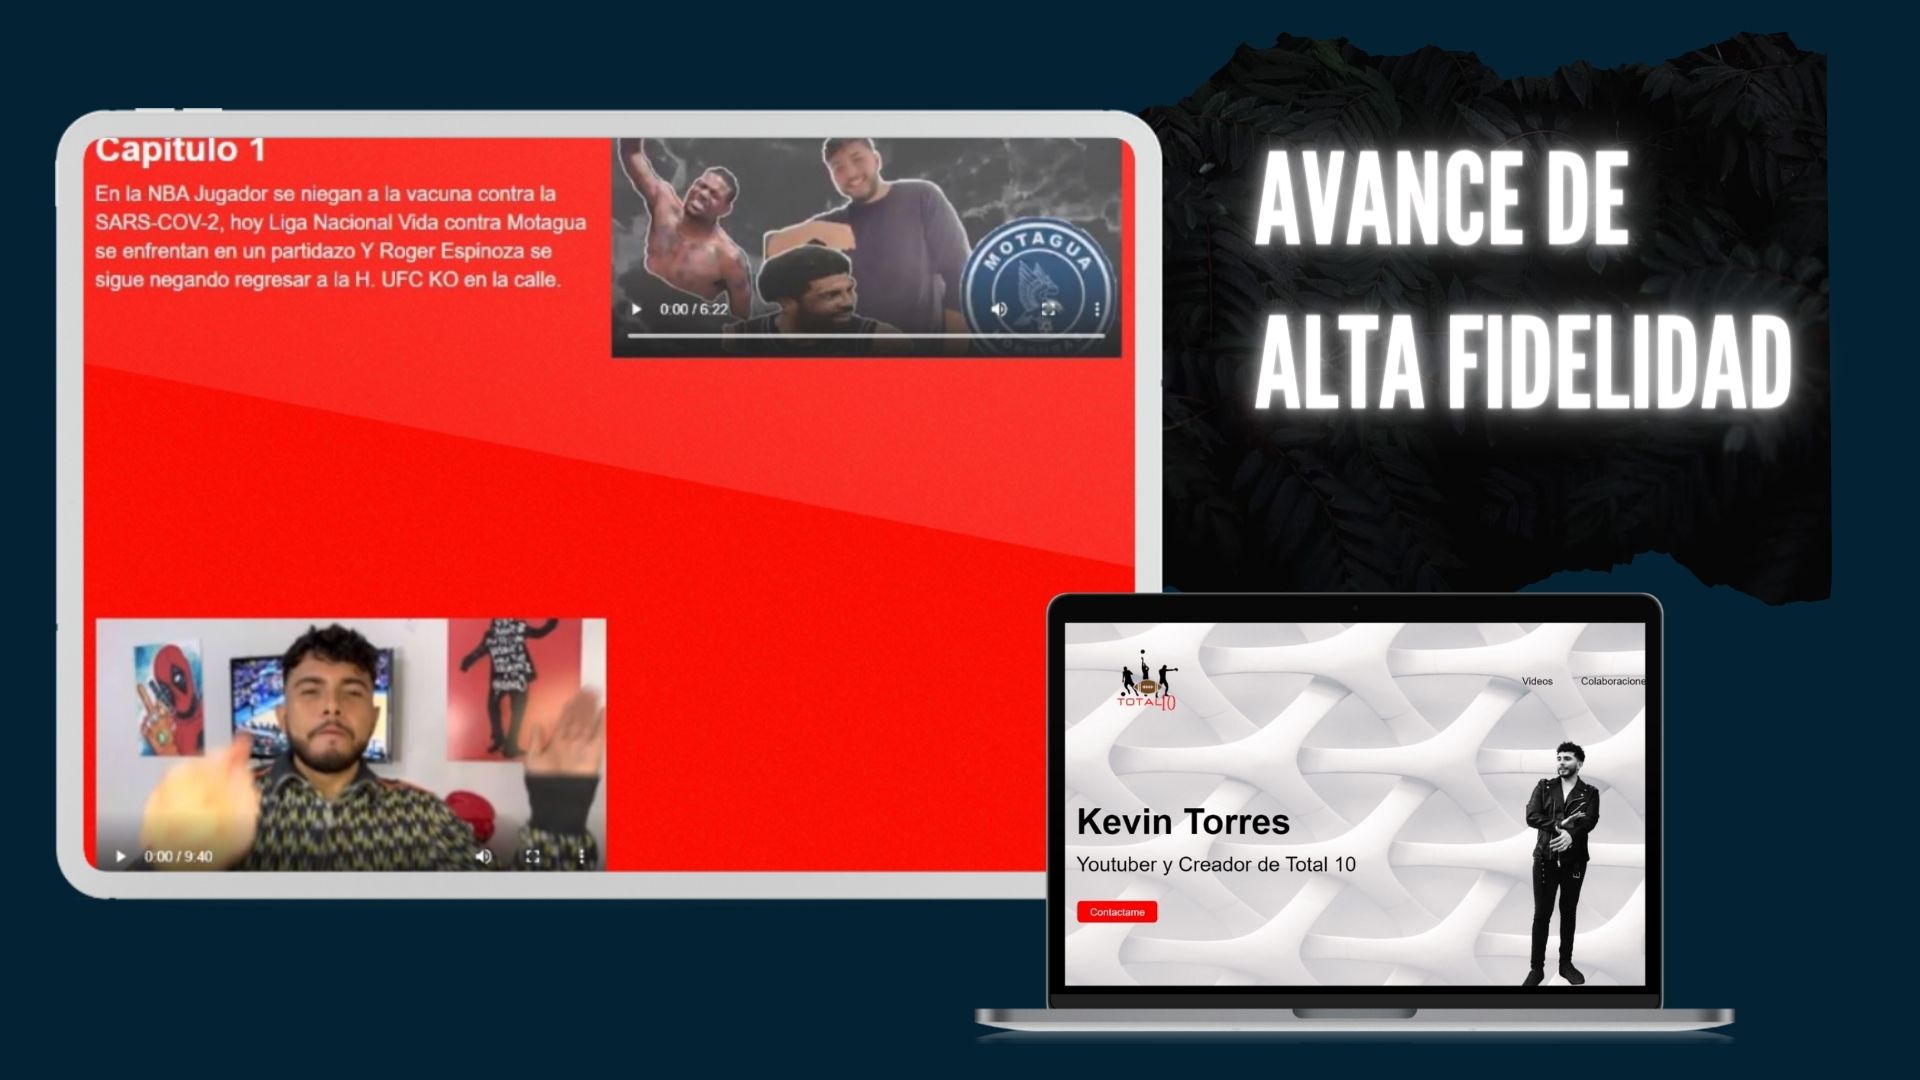 Capitulo 1
En la NBA Jugador se niegan a la vacuna contra la
SARS-COV-2, hoy Liga Nacional Vida contra Motagua
se enfrentan en un partidazo Y Roger Espinoza se
sigue negando regresar a la H. UFC KO en la calle.
MOTAGUA
0:00 / 6:22
0:00 / 9:40
AVANCE DE
ALTA FIDELIDAD
TOTAL 10
Videos
Colaboracione
Kevin Torres
Youtuber y Creador de Total 10
Contactame